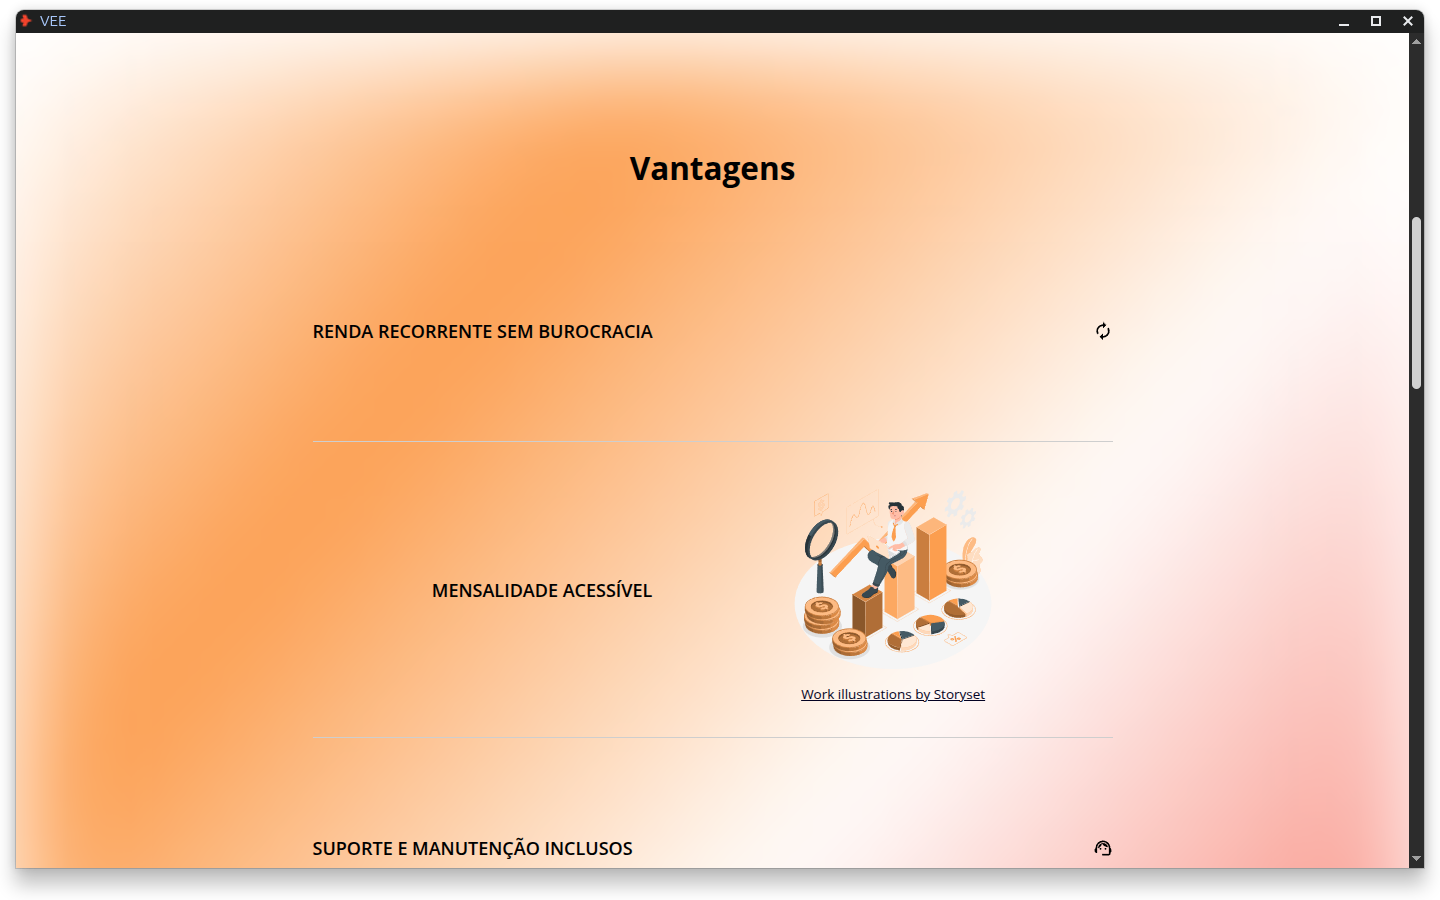 VEE
Vantagens
RENDA RECORRENTE SEM BUROCRACIA
MENSALIDADE ACESSÍVEL
Work illustrations by Storyset
SUPORTE E MANUTENÇÃO INCLUSOS